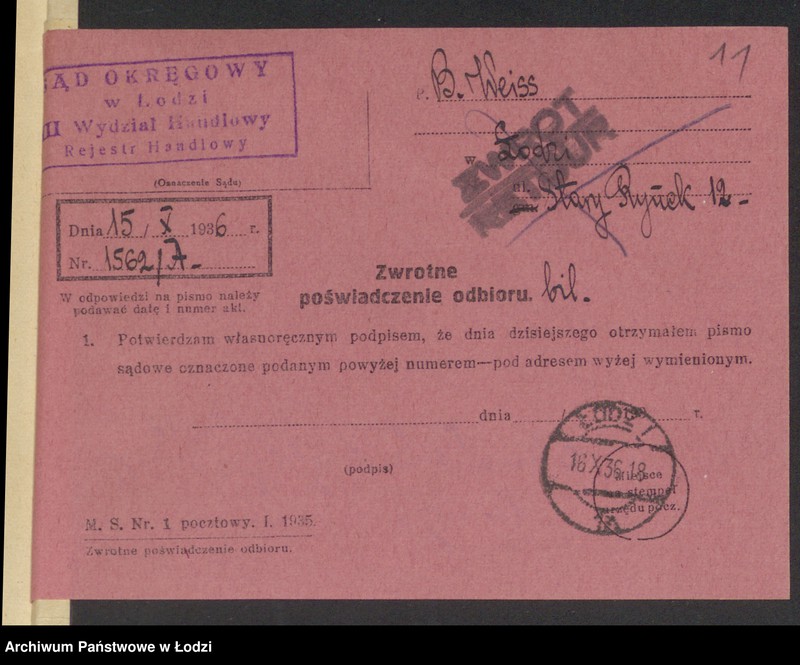 11
SĄD OKRĘGOWY
w Łodzi
II Wydział Handlowy
Rejestr Handlowy
(Oznaczenie Sądu)
B. Weiss
ZWROT
RETOUR
w Łodzi
ul. Stary Rynek 12-
Dnia 15 / X 1936 r.
Nr. 1562/A-
W odpowiedzi na pismo należy
podawać datę i numer akt.
Zwrotne
poświadczenie odbioru. bil.
1. Potwierdzam własnoręcznym podpisem, że dnia dzisiejszego otrzymałem pismo
sądowe oznaczone podanym powyżej numerem—pod adresem wyżej wymienionym.
dnia / r.
(podpis)
ŁÓDŹ 1
16 X 36.18
Miejsce
stempel
urzędu pocz.
M. S. Nr. 1 pocztowy. I. 1935.
Zwrotne poświadczenie odbioru.
Archiwum Państwowe w Łodzi